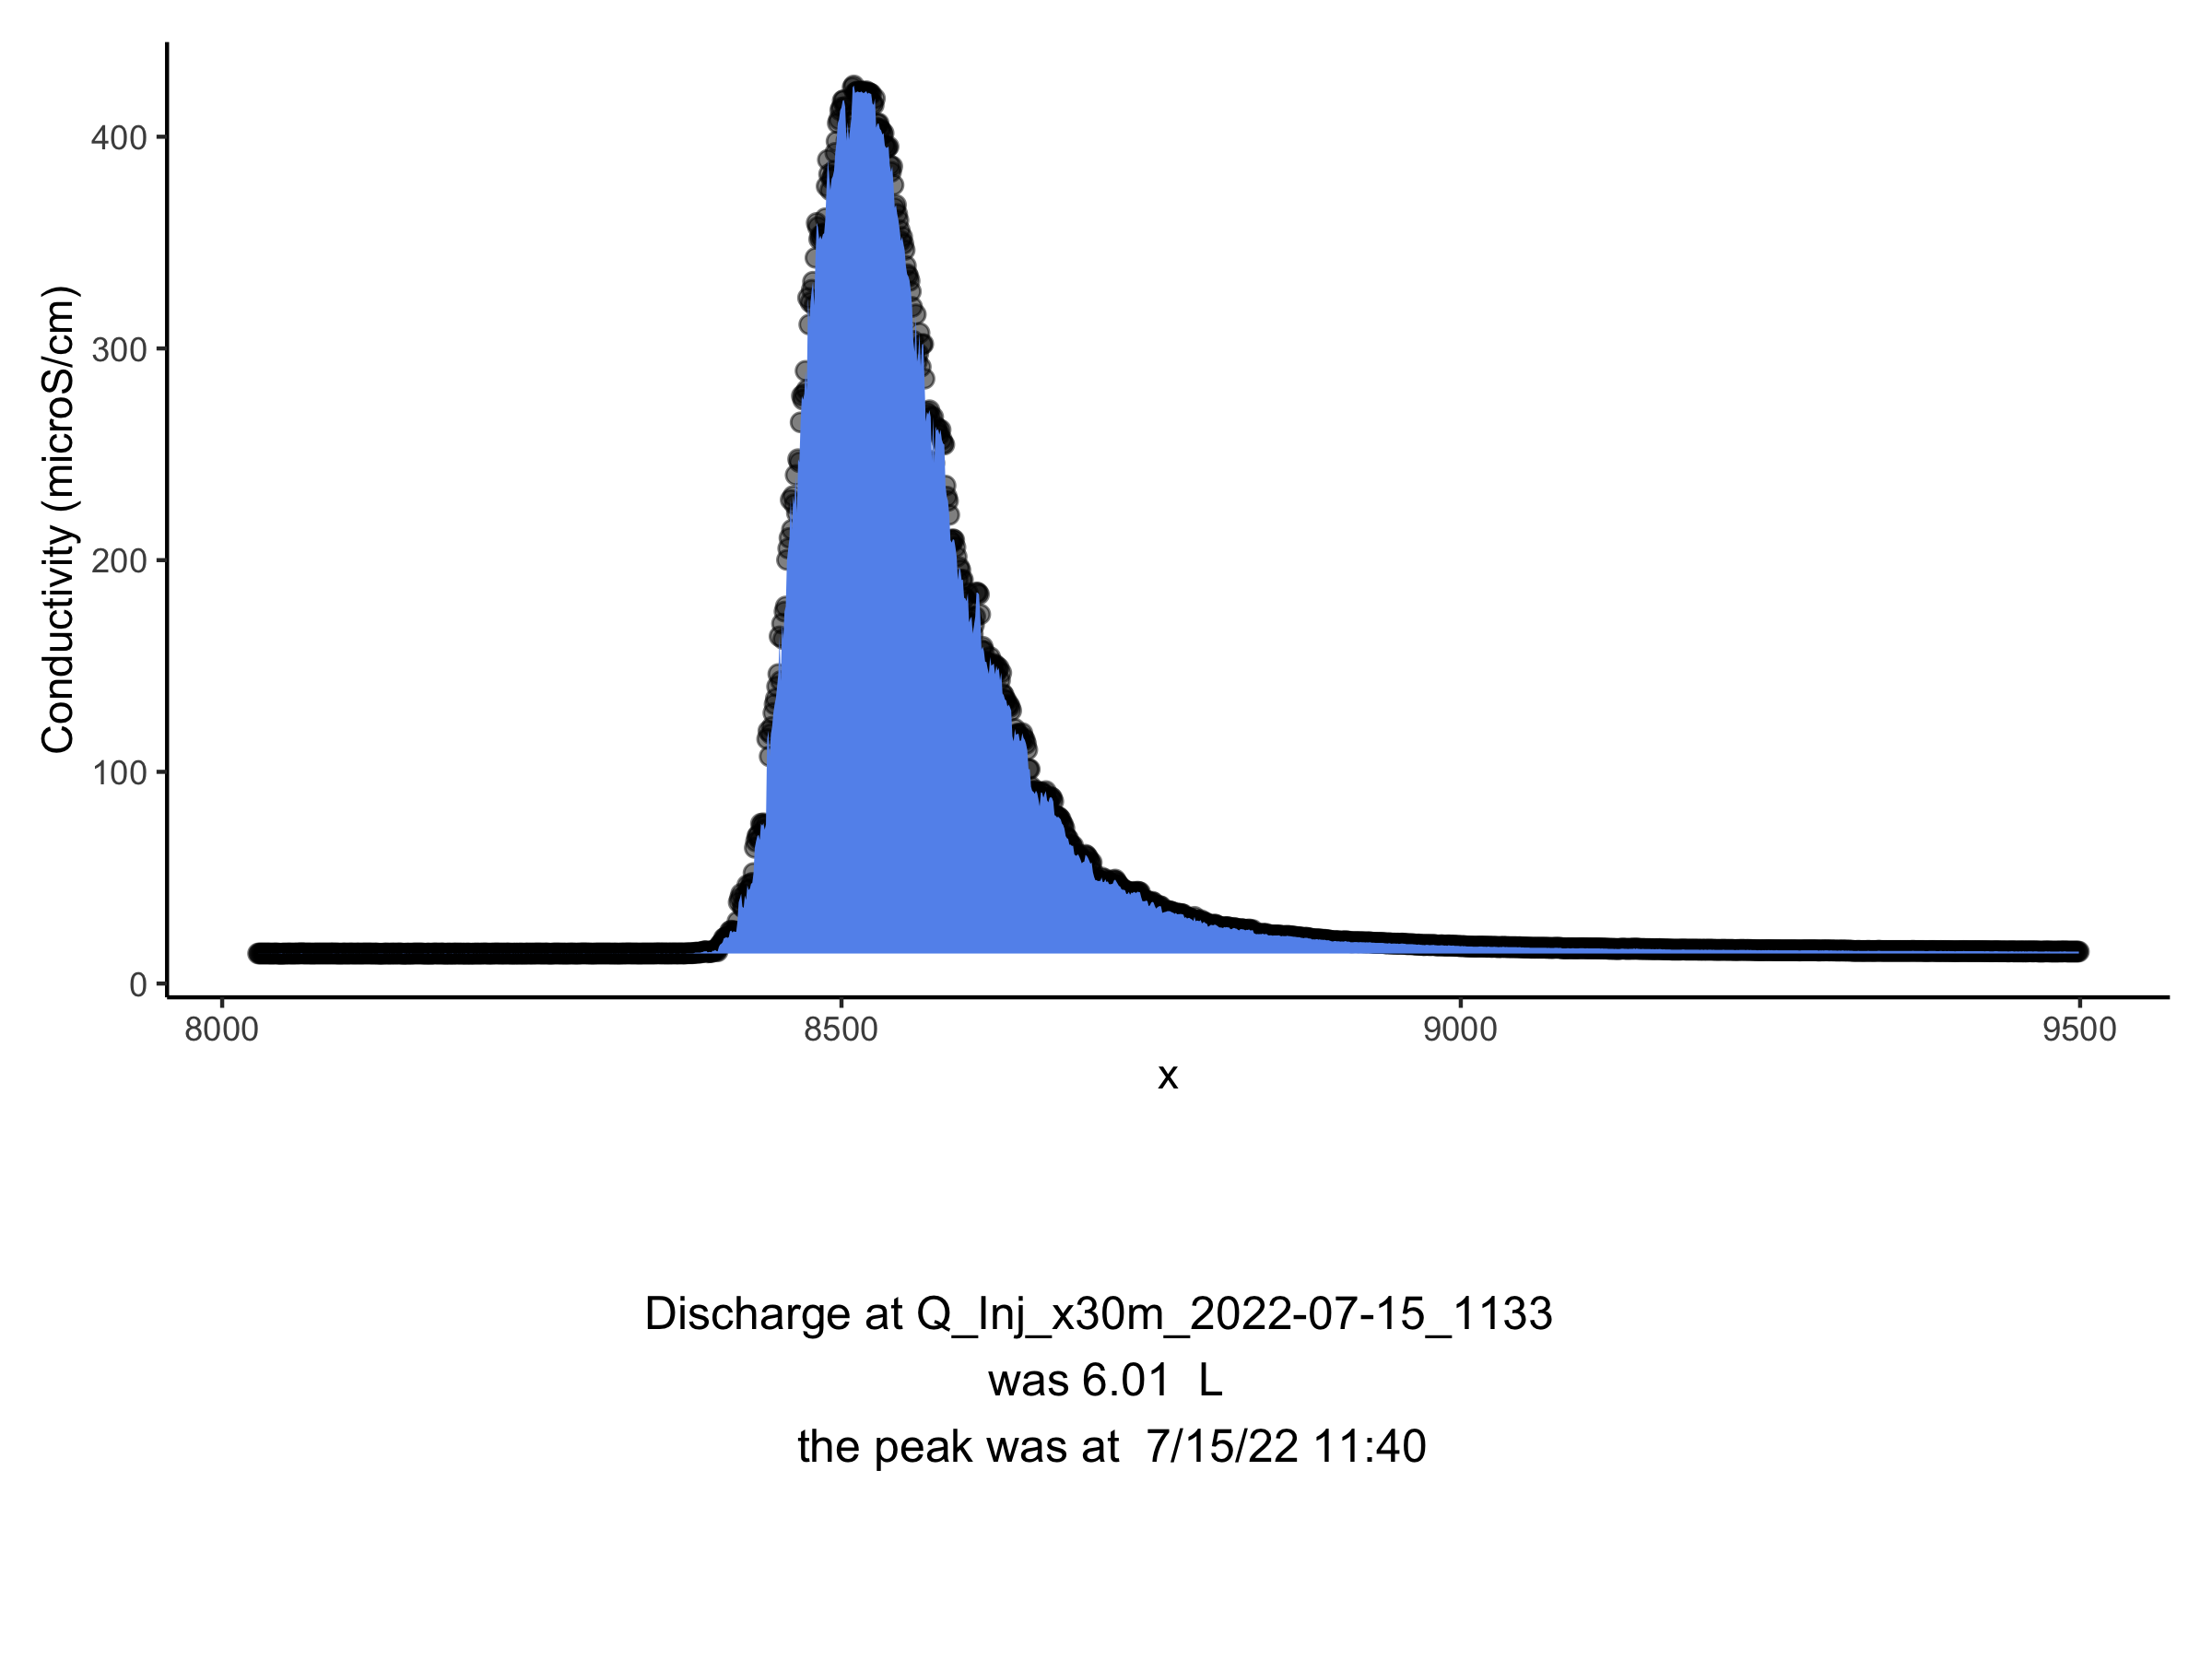 Conductivity (microS/cm)
400
300
200
100
0
8000 8500 9000 9500
x
Discharge at Q_Inj_x30m_2022-07-15_1133
was 6.01 L
the peak was at 7/15/22 11:40